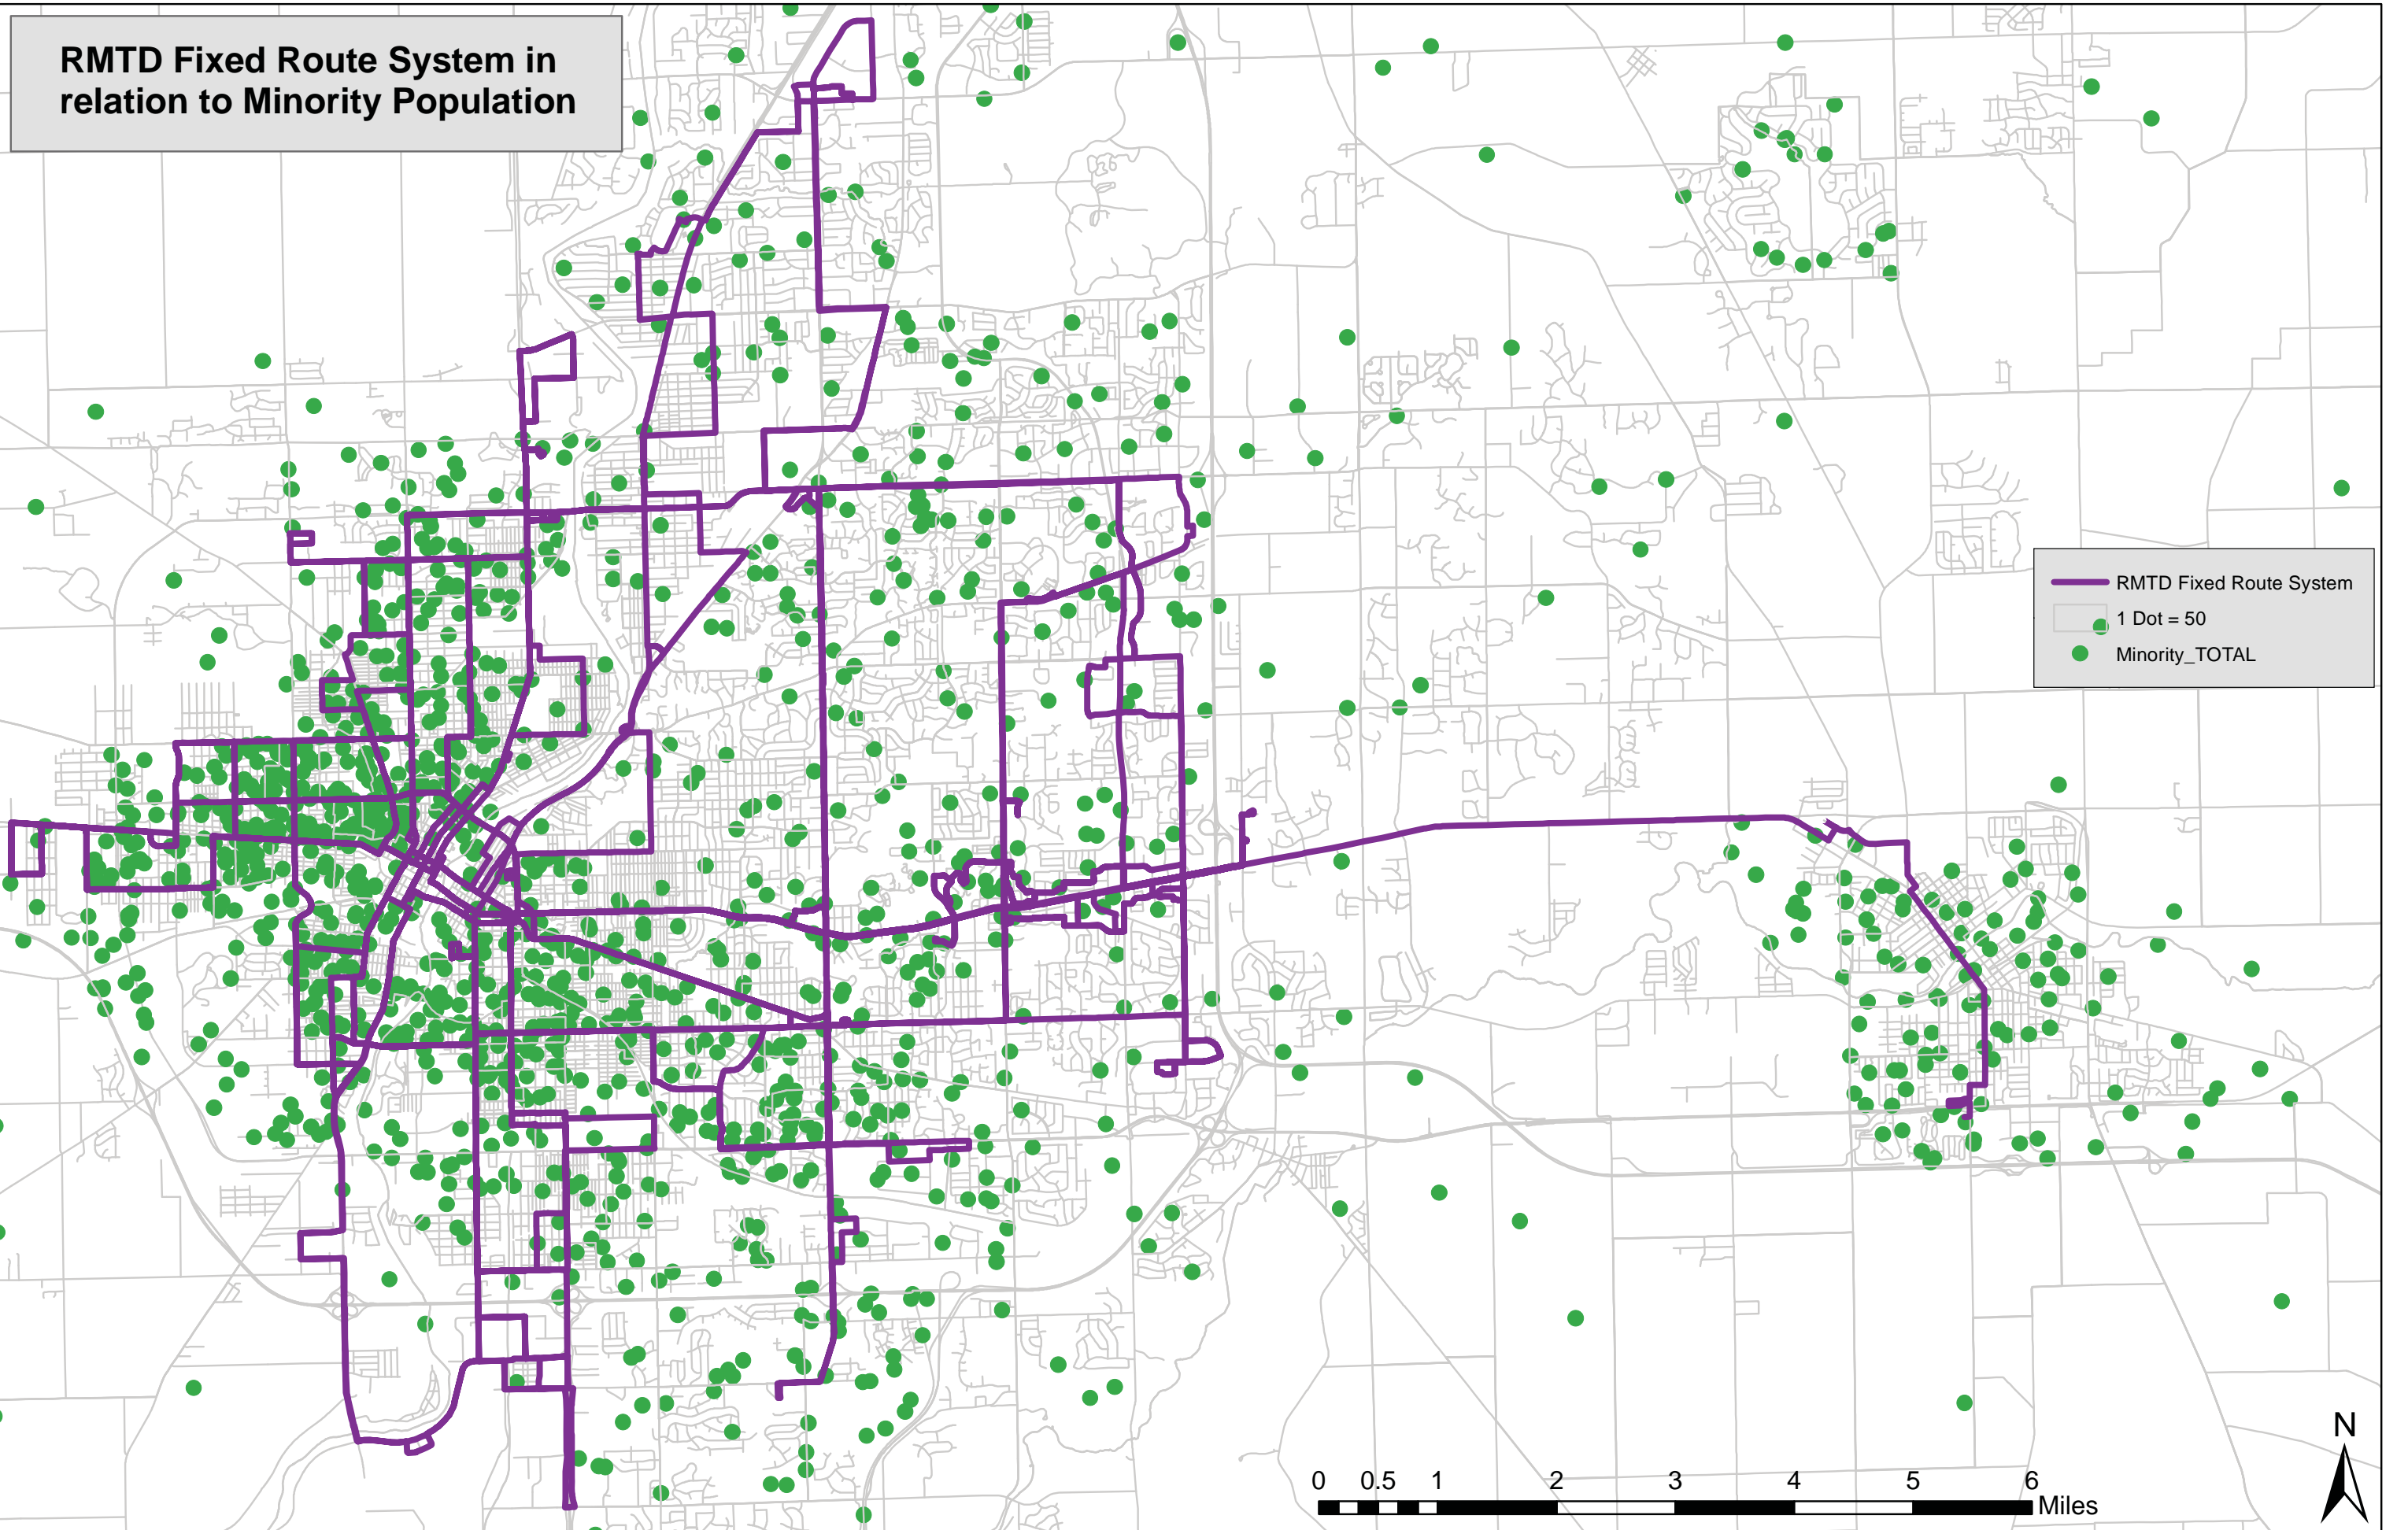 RMTD Fixed Route System in
relation to Minority Population
RMTD Fixed Route System
1 Dot = 50
Minority_TOTAL
N
0 0.5 1 2 3 4 5 6
Miles